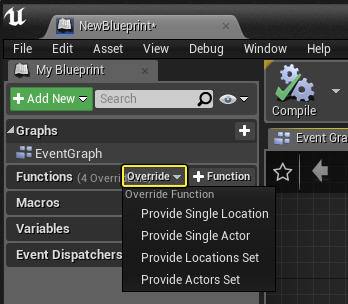 NewBlueprint*
File Edit Asset View Debug Window Help
My Blueprint
Add New Search
Compile
Graphs
EventGraph
Event Gra
Functions (4 Overri Override + Function
Override Function
Macros
Provide Single Location
Variables
Provide Single Actor
Event Dispatchers
Provide Locations Set
Provide Actors Set